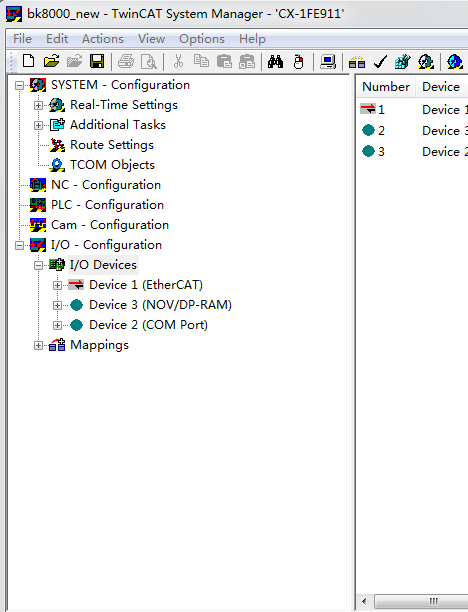 bk8000_new - TwinCAT System Manager - 'CX-1FE911'
File Edit Actions View Options Help
SYSTEM - Configuration
Real-Time Settings
Additional Tasks
Route Settings
TCOM Objects
NC - Configuration
PLC - Configuration
Cam - Configuration
I/O - Configuration
I/O Devices
Device 1 (EtherCAT)
Device 3 (NOV/DP-RAM)
Device 2 (COM Port)
Mappings
Number Device
1 Device 1
2 Device 3
3 Device 2